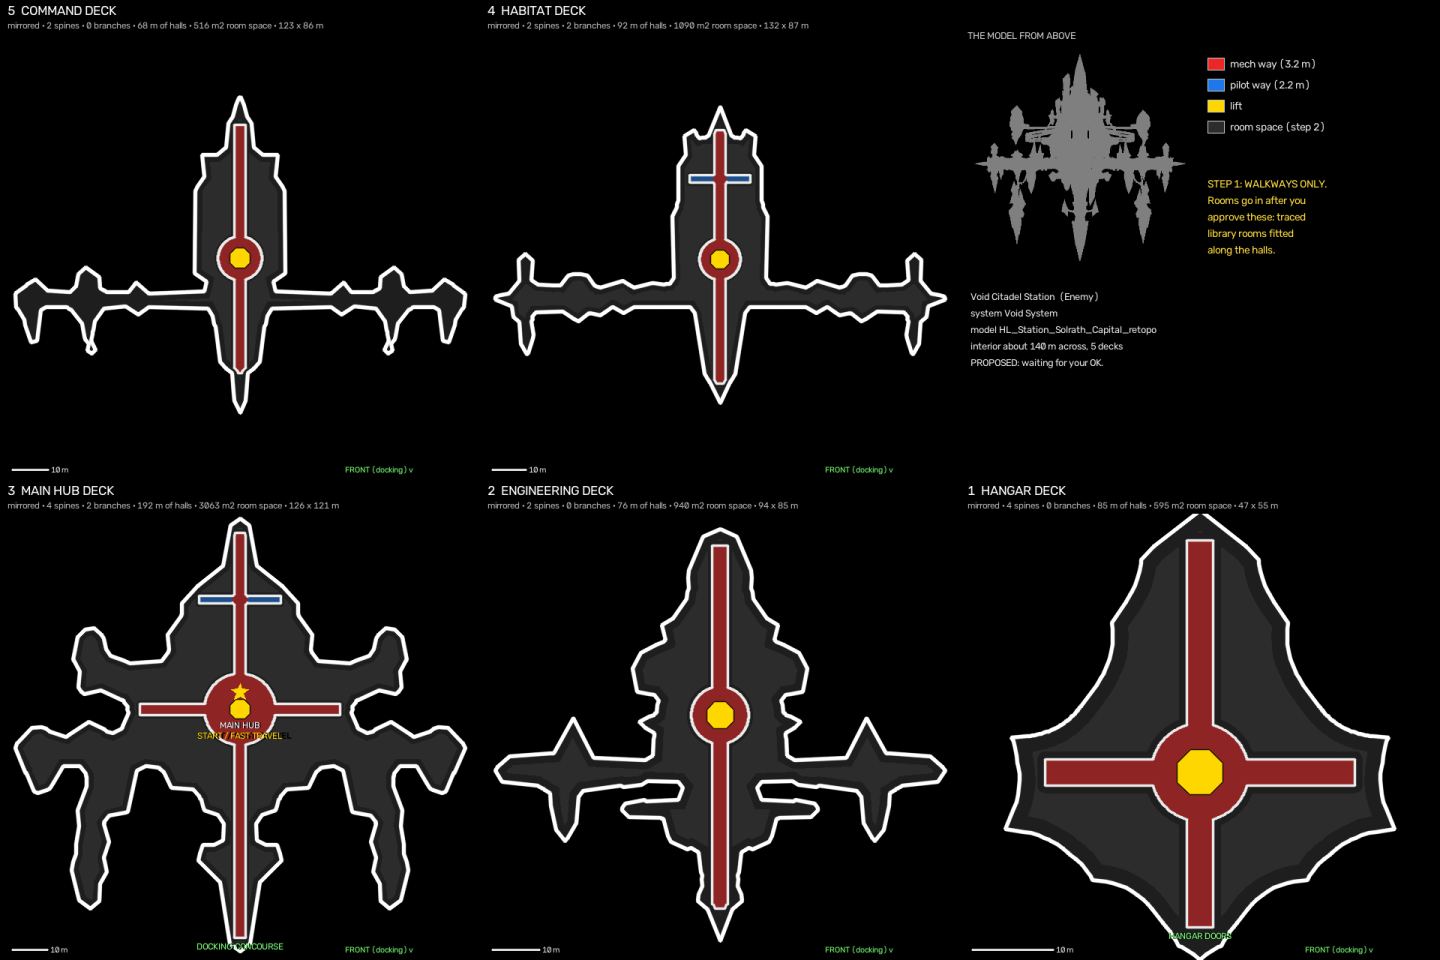 5 COMMAND DECK
mirrored • 2 spines • 0 branches • 68 m of halls • 516 m2 room space • 123 x 86 m
10 m
FRONT (docking) v
4 HABITAT DECK
mirrored • 2 spines • 2 branches • 92 m of halls • 1090 m2 room space • 132 x 87 m
10 m
FRONT (docking) v
THE MODEL FROM ABOVE
mech way (3.2 m)
pilot way (2.2 m)
lift
room space (step 2)
STEP 1: WALKWAYS ONLY.
Rooms go in after you
approve these: traced
library rooms fitted
along the halls.
Void Citadel Station (Enemy)
system Void System
model HL_Station_Solrath_Capital_retopo
interior about 140 m across, 5 decks
PROPOSED: waiting for your OK.
3 MAIN HUB DECK
mirrored • 4 spines • 2 branches • 192 m of halls • 3063 m2 room space • 126 x 121 m
MAIN HUB
START / FAST TRAVEL
DOCKING CONCOURSE
10 m
FRONT (docking) v
2 ENGINEERING DECK
mirrored • 2 spines • 0 branches • 76 m of halls • 940 m2 room space • 94 x 85 m
10 m
FRONT (docking) v
1 HANGAR DECK
mirrored • 4 spines • 0 branches • 85 m of halls • 595 m2 room space • 47 x 55 m
HANGAR DOORS
10 m
FRONT (docking) v